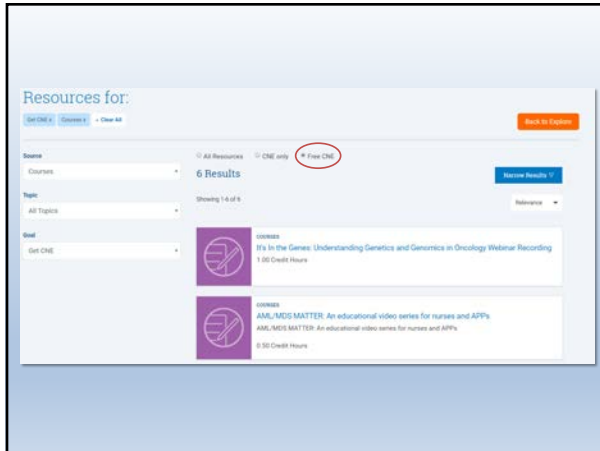 Resources for:
Get CNE x Courses x × Clear All
Back to Explore
Source
Courses
Topic
All Topics
Goal
Get CNE
All Resources CNE only Free CNE
6 Results
Narrow Results
Showing 1-6 of 6
Relevance
COURSES
It's In the Genes: Understanding Genetics and Genomics in Oncology Webinar Recording
1.00 Credit Hours
COURSES
AML/MDS MATTER: An educational video series for nurses and APPs
AML/MDS MATTER: An educational video series for nurses and APPs
0.50 Credit Hours